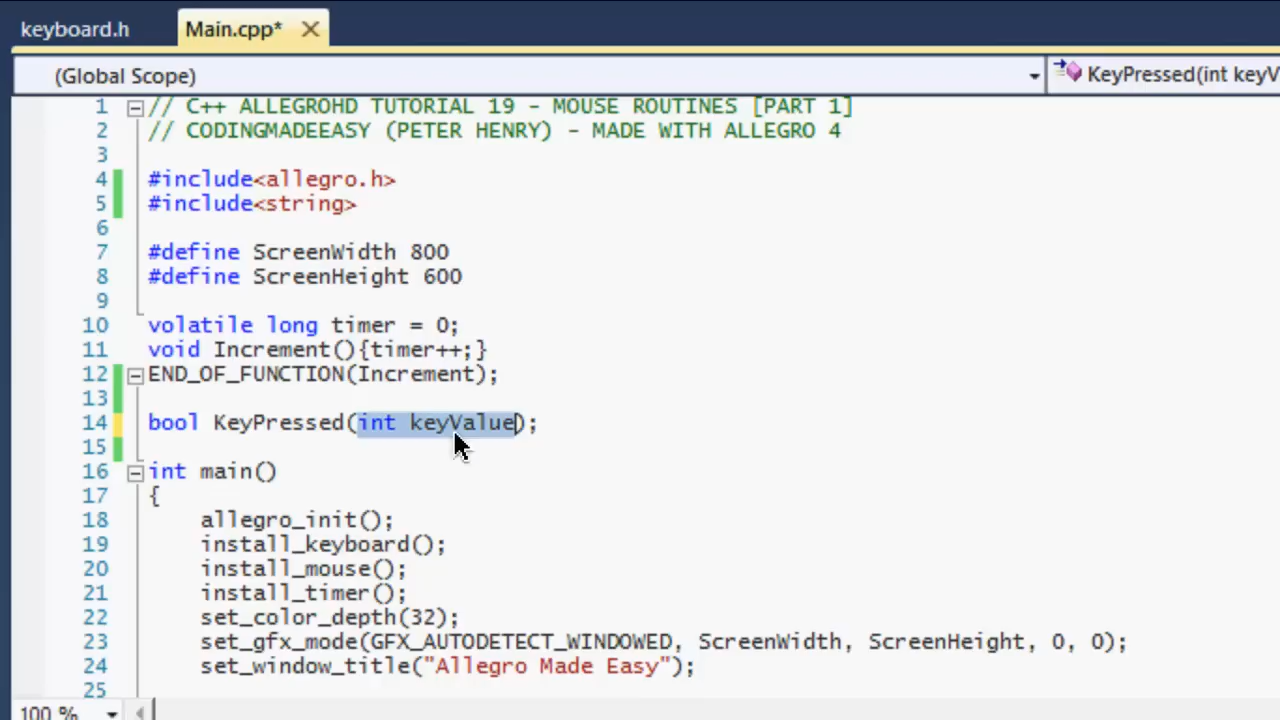 keyboard.h
Main.cpp*
(Global Scope)
KeyPressed(int keyV
1 // C++ ALLEGROHD TUTORIAL 19 - MOUSE ROUTINES [PART 1]
2 // CODINGMADEEASY (PETER HENRY) - MADE WITH ALLEGRO 4
3
4 #include<allegro.h>
5 #include<string>
6
7 #define ScreenWidth 800
8 #define ScreenHeight 600
9
10 volatile long timer = 0;
11 void Increment(){timer++;}
12 END_OF_FUNCTION(Increment);
13
14 bool KeyPressed(int keyValue);
15
16 int main()
17 {
18 allegro_init();
19 install_keyboard();
20 install_mouse();
21 install_timer();
22 set_color_depth(32);
23 set_gfx_mode(GFX_AUTODETECT_WINDOWED, ScreenWidth, ScreenHeight, 0, 0);
24 set_window_title("Allegro Made Easy");
25
100 %